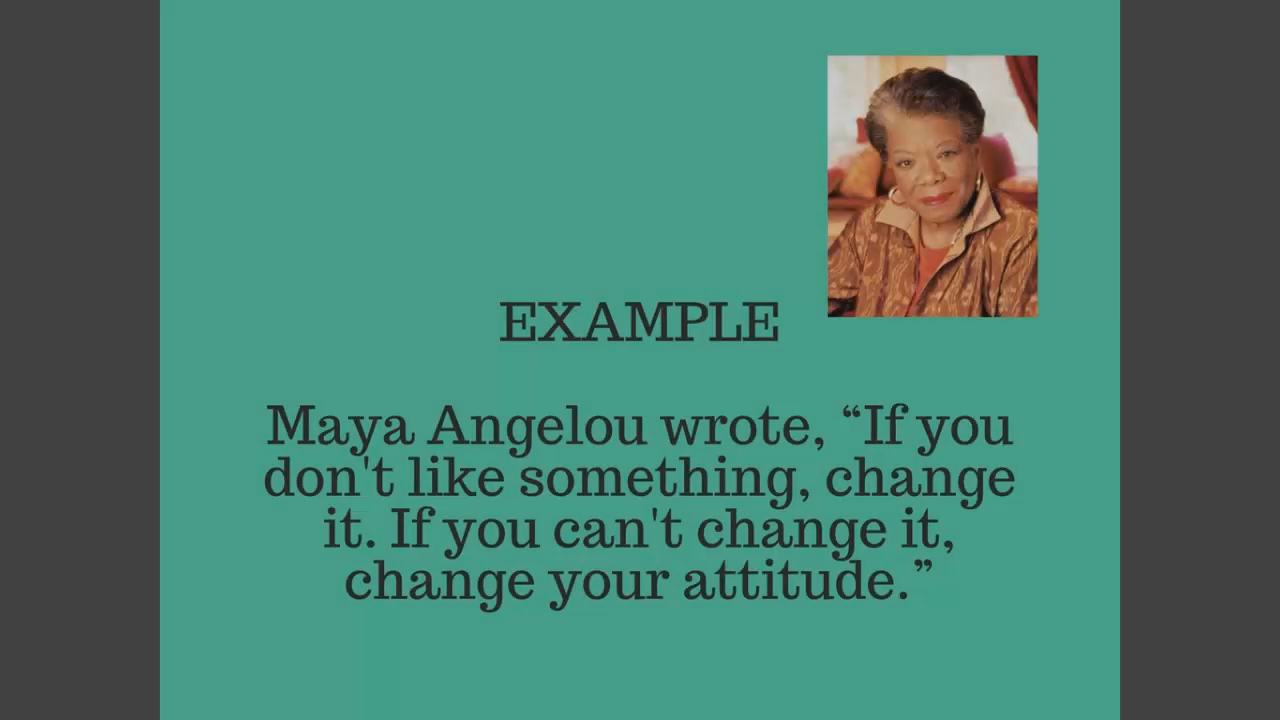 EXAMPLE
Maya Angelou wrote, “If you
don't like something, change
it. If you can't change it,
change your attitude.”